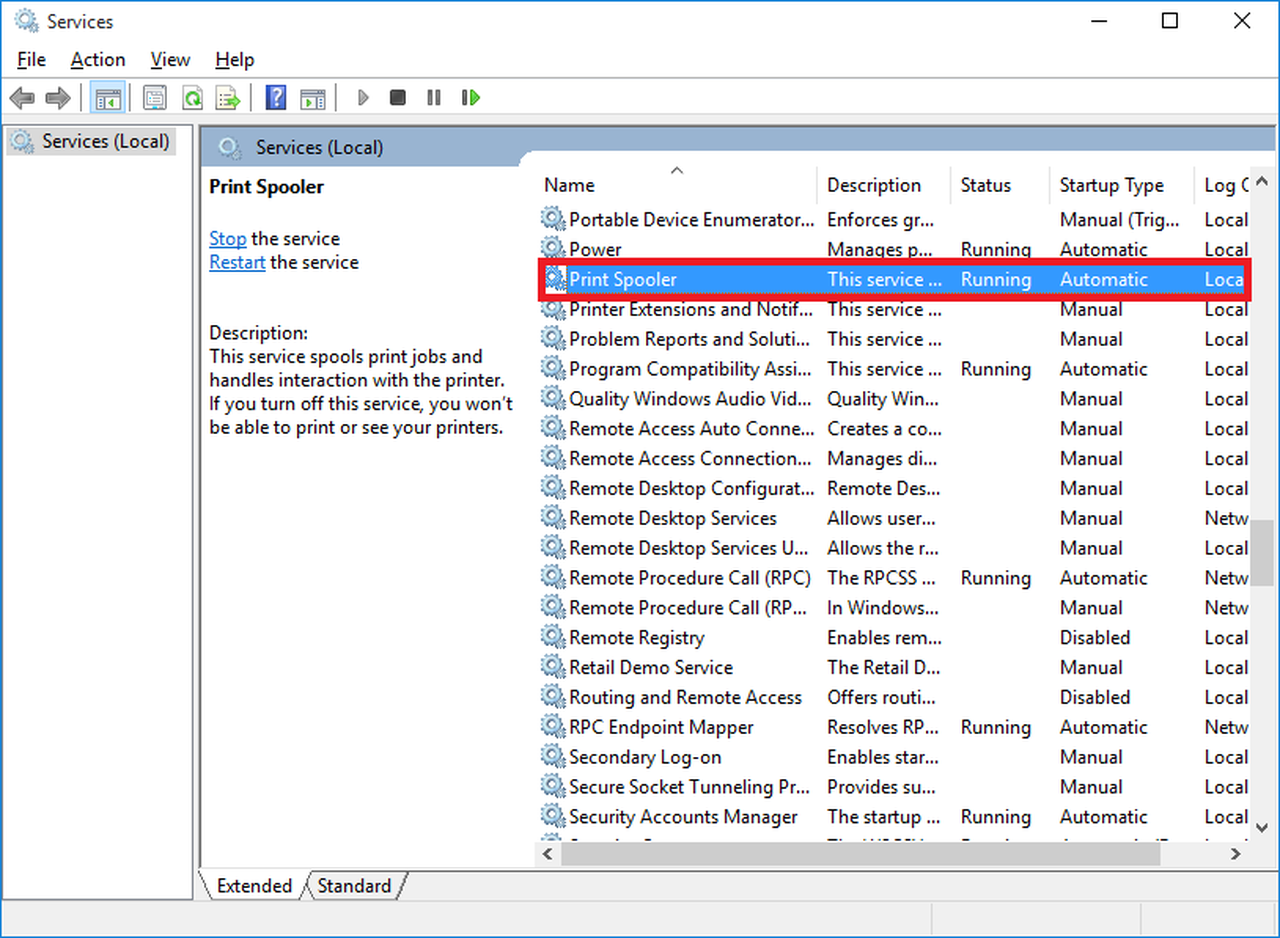 Services
File Action View Help
Services (Local)
Services (Local)
Print Spooler
Stop the service
Restart the service
Description:
This service spools print jobs and
handles interaction with the printer.
If you turn off this service, you won't
be able to print or see your printers.
Name Description Status Startup Type Log O
Portable Device Enumerator... Enforces gr... Manual (Trig... Local
Power Manages p... Running Automatic Local
Print Spooler This service ... Running Automatic Loca
Printer Extensions and Notif... This service ... Manual Local
Problem Reports and Soluti... This service ... Manual Local
Program Compatibility Assi... This service ... Running Automatic Local
Quality Windows Audio Vid... Quality Win... Manual Local
Remote Access Auto Conne... Creates a co... Manual Local
Remote Access Connection... Manages di... Manual Local
Remote Desktop Configurat... Remote Des... Manual Local
Remote Desktop Services Allows user... Manual Netw
Remote Desktop Services U... Allows the r... Manual Local
Remote Procedure Call (RPC) The RPCSS ... Running Automatic Netw
Remote Procedure Call (RP... In Windows... Manual Netw
Remote Registry Enables rem... Disabled Local
Retail Demo Service The Retail D... Manual Local
Routing and Remote Access Offers routi... Disabled Local
RPC Endpoint Mapper Resolves RP... Running Automatic Netw
Secondary Log-on Enables star... Manual Local
Secure Socket Tunneling Pr... Provides su... Manual Local
Security Accounts Manager The startup ... Running Automatic Local
Extended Standard